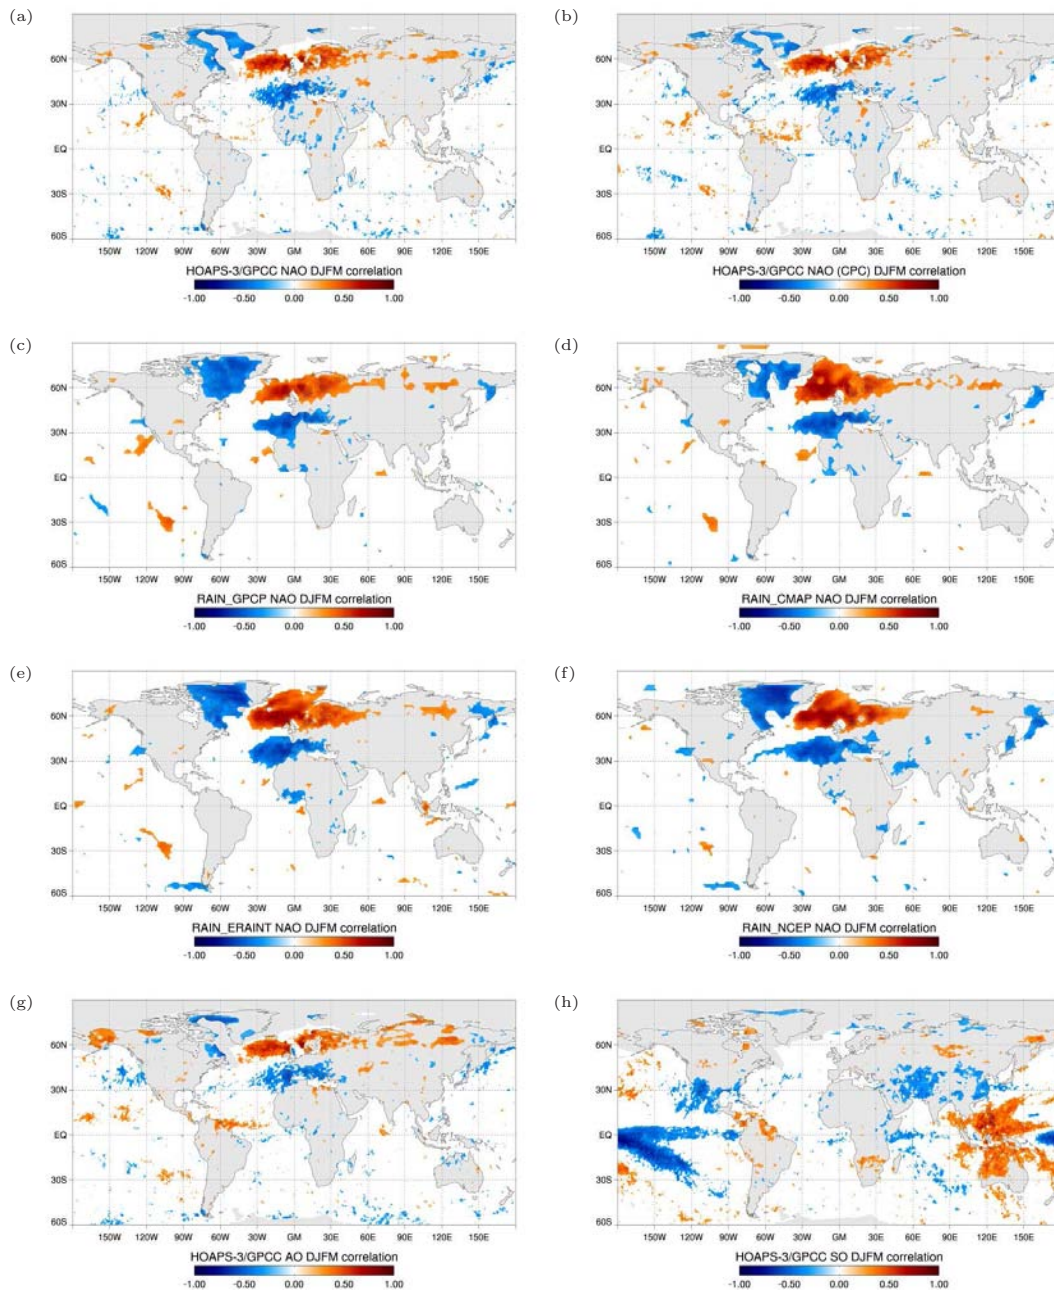 (a)
(b)
60N
30N
EQ
30S
60S
150W 120W 90W 60W 30W GM 30E 60E 90E 120E 150E
HOAPS-3/GPCC NAO DJFM correlation
-1.00 -0.50 0.00 0.50 1.00
60N
30N
EQ
30S
60S
150W 120W 90W 60W 30W GM 30E 60E 90E 120E 150E
HOAPS-3/GPCC NAO (CPC) DJFM correlation
-1.00 -0.50 0.00 0.50 1.00
(c)
(d)
60N
30N
EQ
30S
60S
150W 120W 90W 60W 30W GM 30E 60E 90E 120E 150E
RAIN_GPCP NAO DJFM correlation
-1.00 -0.50 0.00 0.50 1.00
60N
30N
EQ
30S
60S
150W 120W 90W 60W 30W GM 30E 60E 90E 120E 150E
RAIN_CMAP NAO DJFM correlation
-1.00 -0.50 0.00 0.50 1.00
(e)
(f)
60N
30N
EQ
30S
60S
150W 120W 90W 60W 30W GM 30E 60E 90E 120E 150E
RAIN_ERAINT NAO DJFM correlation
-1.00 -0.50 0.00 0.50 1.00
60N
30N
EQ
30S
60S
150W 120W 90W 60W 30W GM 30E 60E 90E 120E 150E
RAIN_NCEP NAO DJFM correlation
-1.00 -0.50 0.00 0.50 1.00
(g)
(h)
60N
30N
EQ
30S
60S
150W 120W 90W 60W 30W GM 30E 60E 90E 120E 150E
HOAPS-3/GPCC AO DJFM correlation
-1.00 -0.50 0.00 0.50 1.00
60N
30N
EQ
30S
60S
150W 120W 90W 60W 30W GM 30E 60E 90E 120E 150E
HOAPS-3/GPCC SO DJFM correlation
-1.00 -0.50 0.00 0.50 1.00